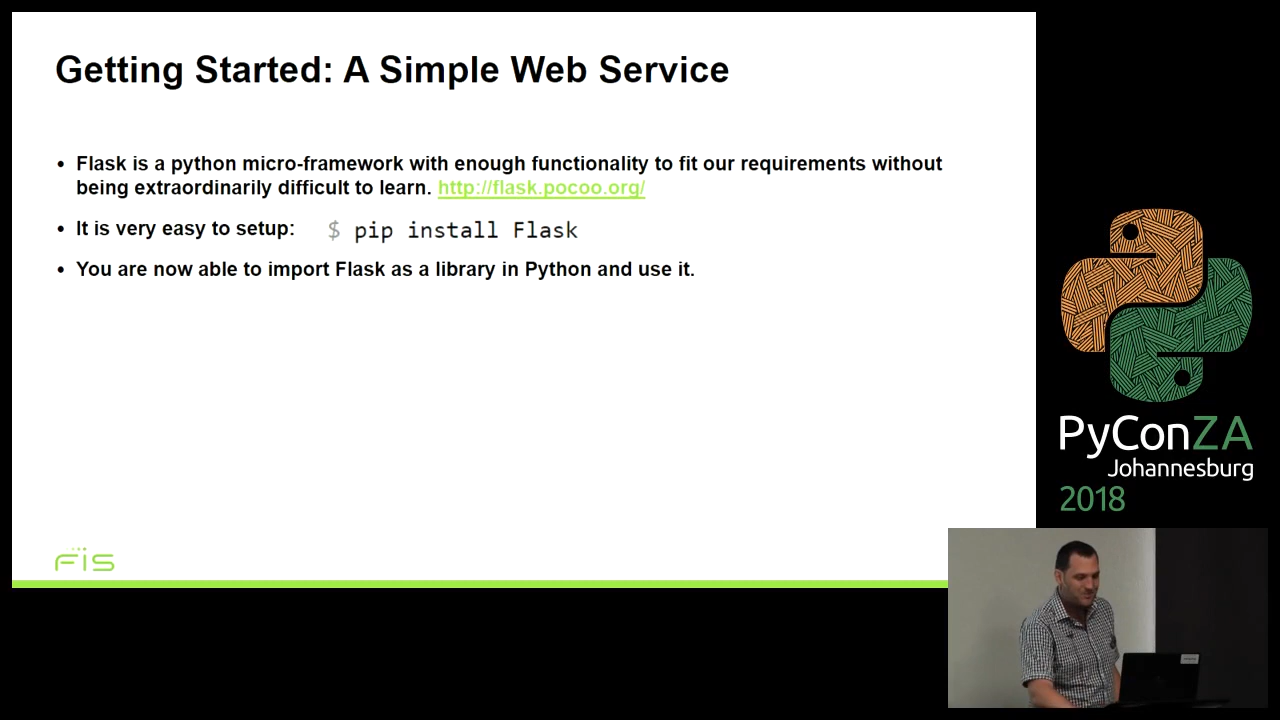 Getting Started: A Simple Web Service
• Flask is a python micro-framework with enough functionality to fit our requirements without
being extraordinarily difficult to learn. http://flask.pocoo.org/
• It is very easy to setup: $ pip install Flask
• You are now able to import Flask as a library in Python and use it.
FIS
PyConZA
Johannesburg
2018